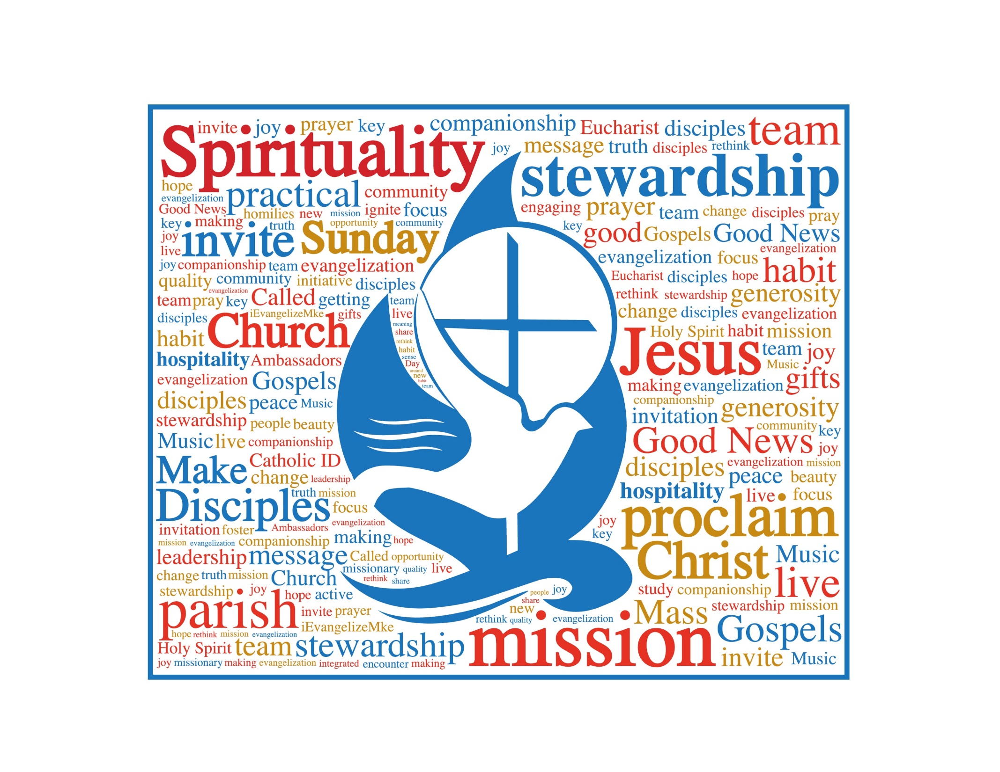 invite joy prayer key companionship Eucharist disciples team
Spirituality joy message truth disciples rethink
stewardship
hope practical community
evangelization
Good News homilies new mission ignite focus engaging prayer team change disciples pray
key making truth opportunity community key good Gospels Good News
joy invite Sunday
live evangelization
joy companionship team evangelization evangelization focus habit
quality community initiative disciples Eucharist disciples hope
evangelization
team pray key Called getting team rethink stewardship generosity
disciples iEvangelizeMke gifts live change disciples evangelization
habit Church meaning
share
Jesus Holy Spirit habit mission
rethink
habit team joy
hospitality Ambassadors sense
Day Music
around
new
habit
team
gifts
evangelization Gospels making evangelization
disciples peace Music companionship generosity
invitation
stewardship people beauty community key
Music live companionship Good News joy
Make Catholic ID disciples evangelization mission
change leadership peace beauty
Disciples truth mission hospitality live focus
focus proclaim
invitation foster Ambassadors evangelization joy
mission evangelization companionship making hope key
leadership message Called opportunity Christ Music
missionary quality live
change truth mission Church rethink share live
stewardship joy hope active people joy study companionship
parish invite prayer share Mass stewardship mission
new
iEvangelizeMke rethink quality evangelization Gospels
hope rethink mission evangelization
Holy Spirit team stewardship mission invite Music
joy missionary making evangelization integrated encounter making